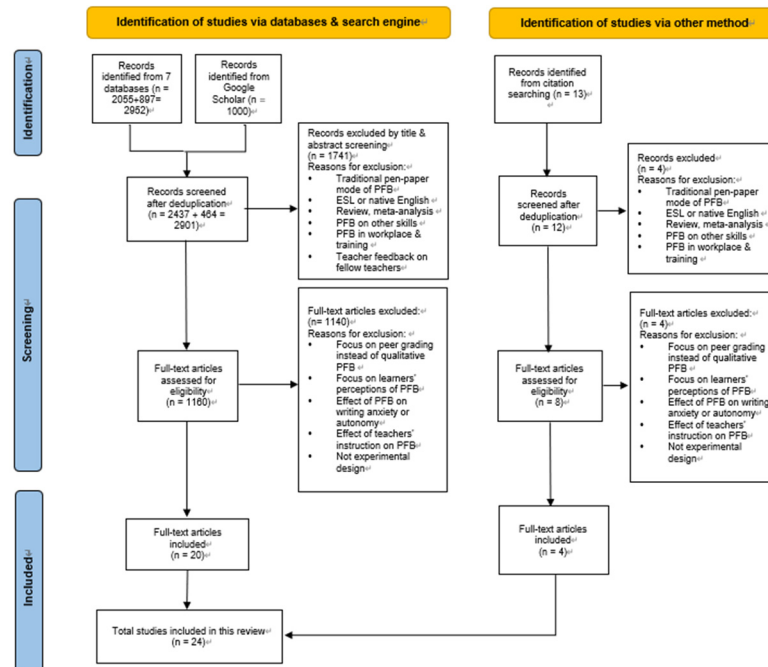 Identification of studies via databases & search engine
Identification of studies via other method
Identification
Records
identified from 7
databases (n =
2055+897=
2952)
Records
identified from
Google
Scholar (n =
1000)
Records identified
from citation
searching (n = 13)
Records excluded by title &
abstract screening
(n = 1741)
Reasons for exclusion:
• Traditional pen-paper
mode of PFB
• ESL or native English
• Review, meta-analysis
• PFB on other skills
• PFB in workplace &
training
• Teacher feedback on
fellow teachers
Records excluded
(n = 4)
Reasons for exclusion:
• Traditional pen-paper
mode of PFB
• ESL or native English
• Review, meta-analysis
• PFB on other skills
• PFB in workplace &
training
Screening
Records screened
after deduplication
(n = 2437 + 464 =
2901)
Records screened
after deduplication
(n = 12)
Full-text articles excluded:
(n= 1140)
Reasons for exclusion:
• Focus on peer grading
instead of qualitative
PFB
• Focus on learners'
perceptions of PFB
• Effect of PFB on
writing anxiety or
autonomy
• Effect of teachers'
instruction on PFB
• Not experimental
design
Full-text articles excluded:
(n = 4)
Reasons for exclusion:
• Focus on peer grading
instead of qualitative
PFB
• Focus on learners'
perceptions of PFB
• Effect of PFB on writing
anxiety or autonomy
• Effect of teachers'
instruction on PFB
• Not experimental
design
Full-text articles
assessed for
eligibility
(n = 1160)
Full-text articles
assessed for
eligibility
(n = 8)
Included
Full-text articles
included
(n = 20)
Full-text articles
included
(n = 4)
Total studies included in this review
(n = 24)